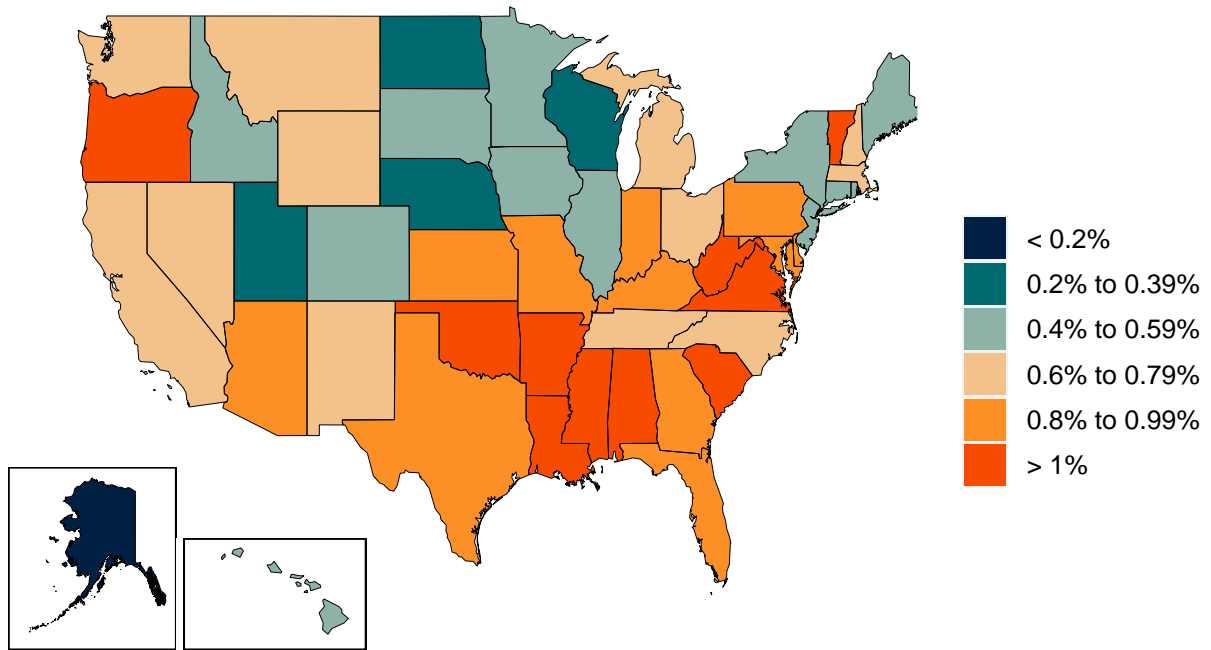 < 0.2%
0.2% to 0.39%
0.4% to 0.59%
0.6% to 0.79%
0.8% to 0.99%
> 1%